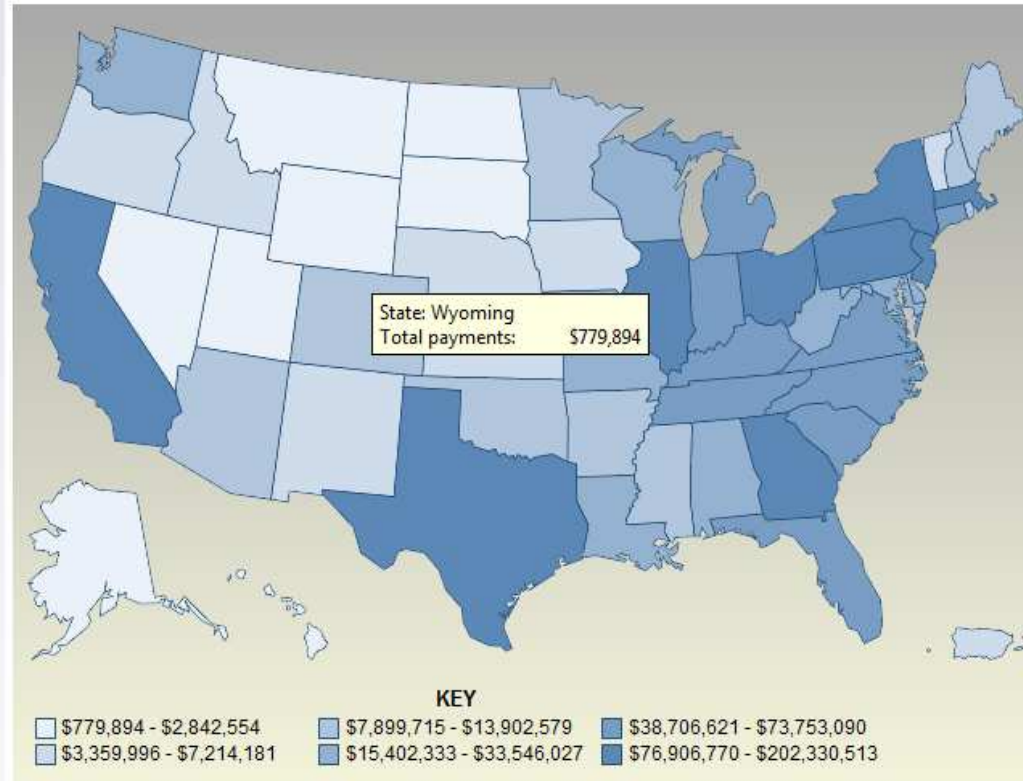 State: Wyoming
Total payments: $779,894
KEY
$779,894 - $2,842,554
$3,359,996 - $7,214,181
$7,899,715 - $13,902,579
$15,402,333 - $33,546,027
$38,706,621 - $73,753,090
$76,906,770 - $202,330,513